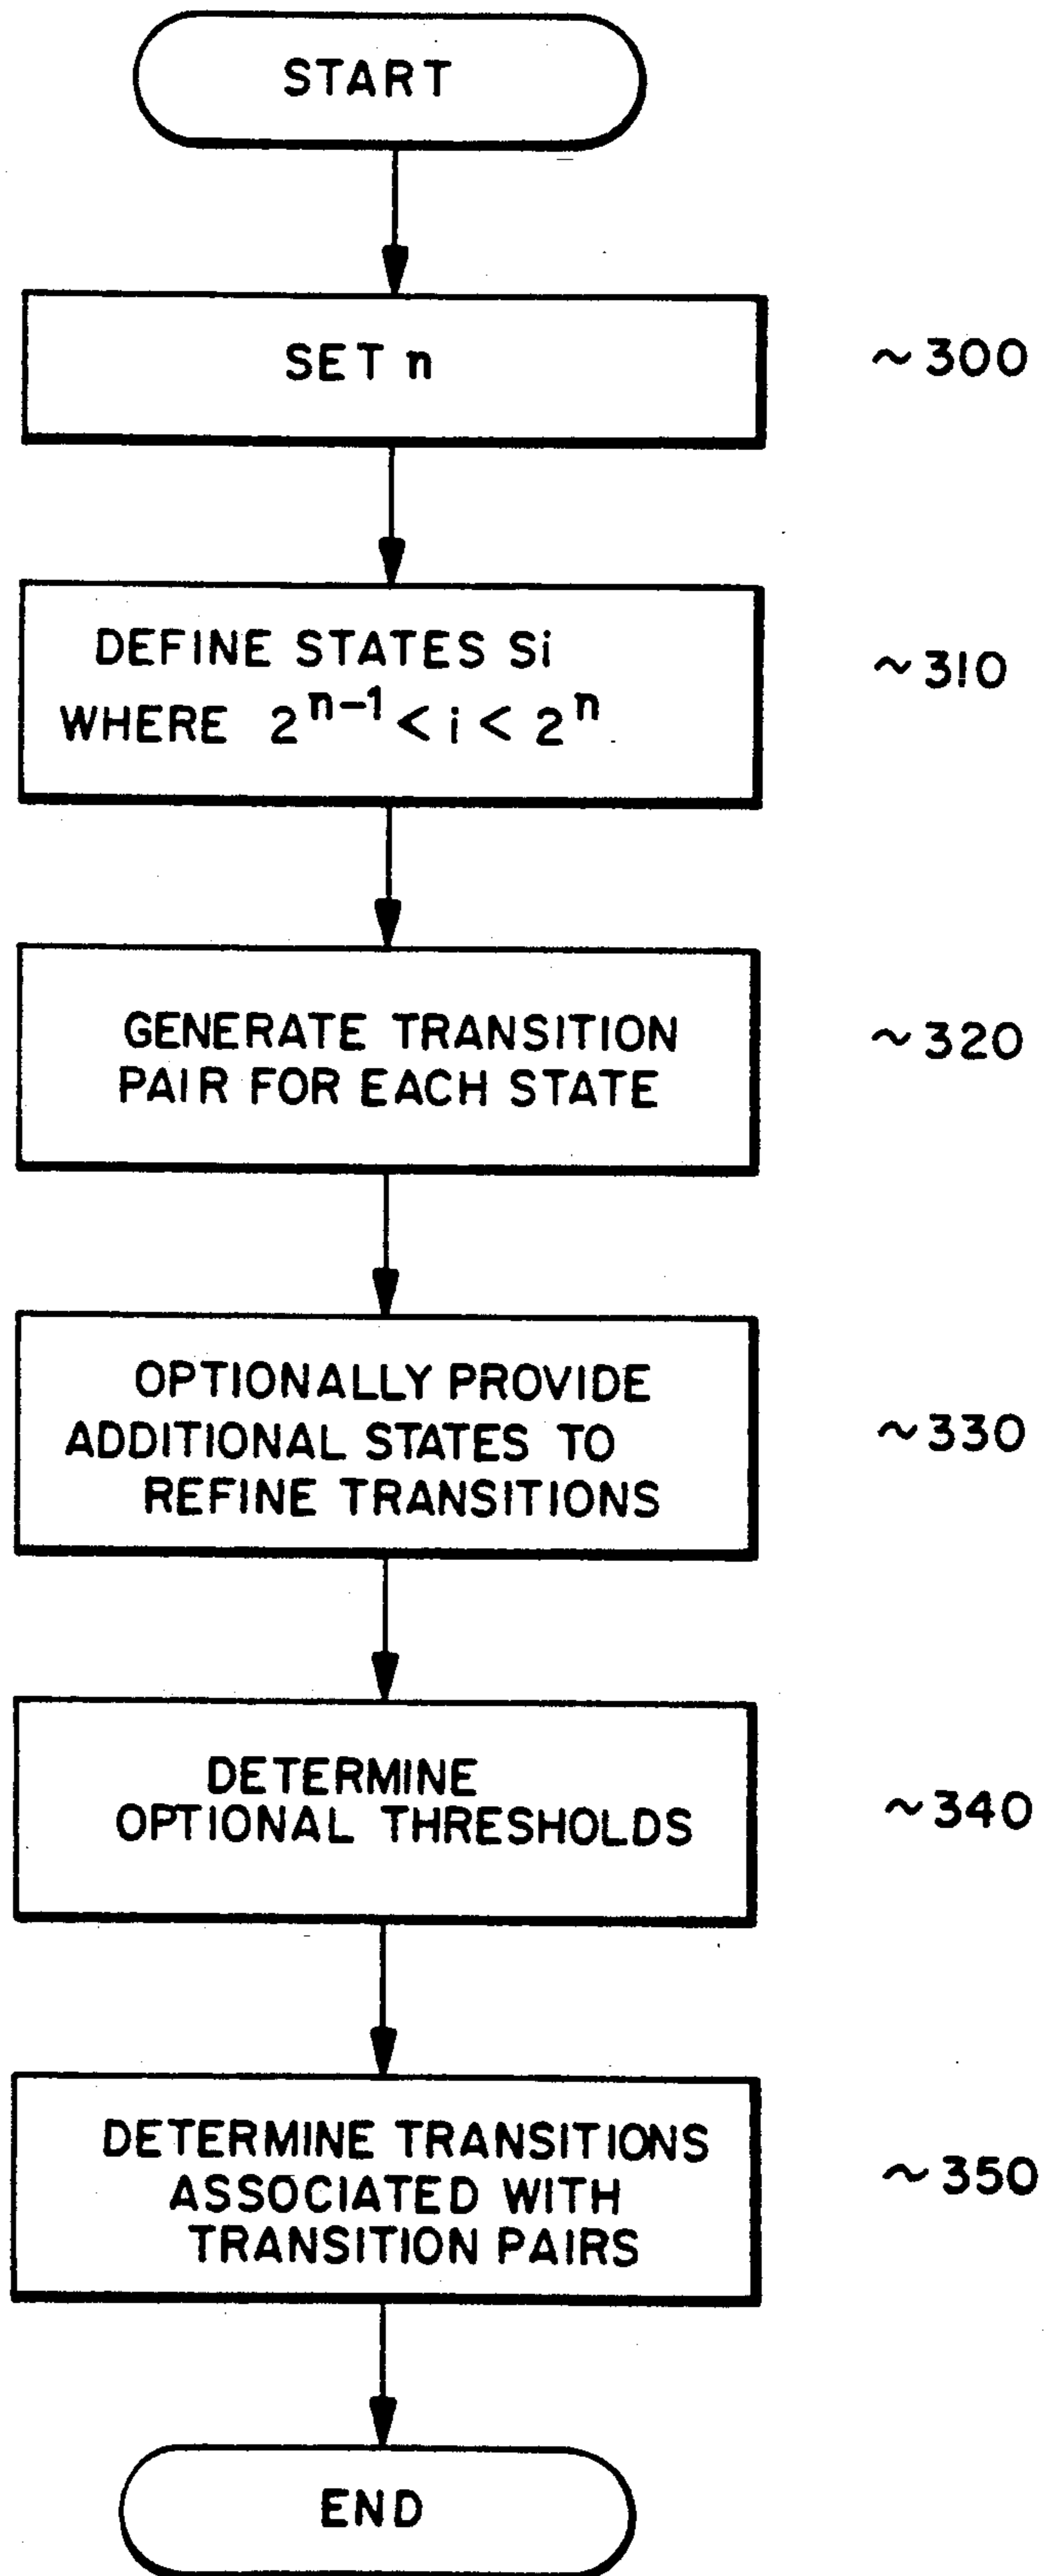 START
SET n
~300
DEFINE STATES Si
WHERE 2^{n-1} < i < 2^n
~310
GENERATE TRANSITION
PAIR FOR EACH STATE
~320
OPTIONALLY PROVIDE
ADDITIONAL STATES TO
REFINE TRANSITIONS
~330
DETERMINE
OPTIONAL THRESHOLDS
~340
DETERMINE TRANSITIONS
ASSOCIATED WITH
TRANSITION PAIRS
~350
END